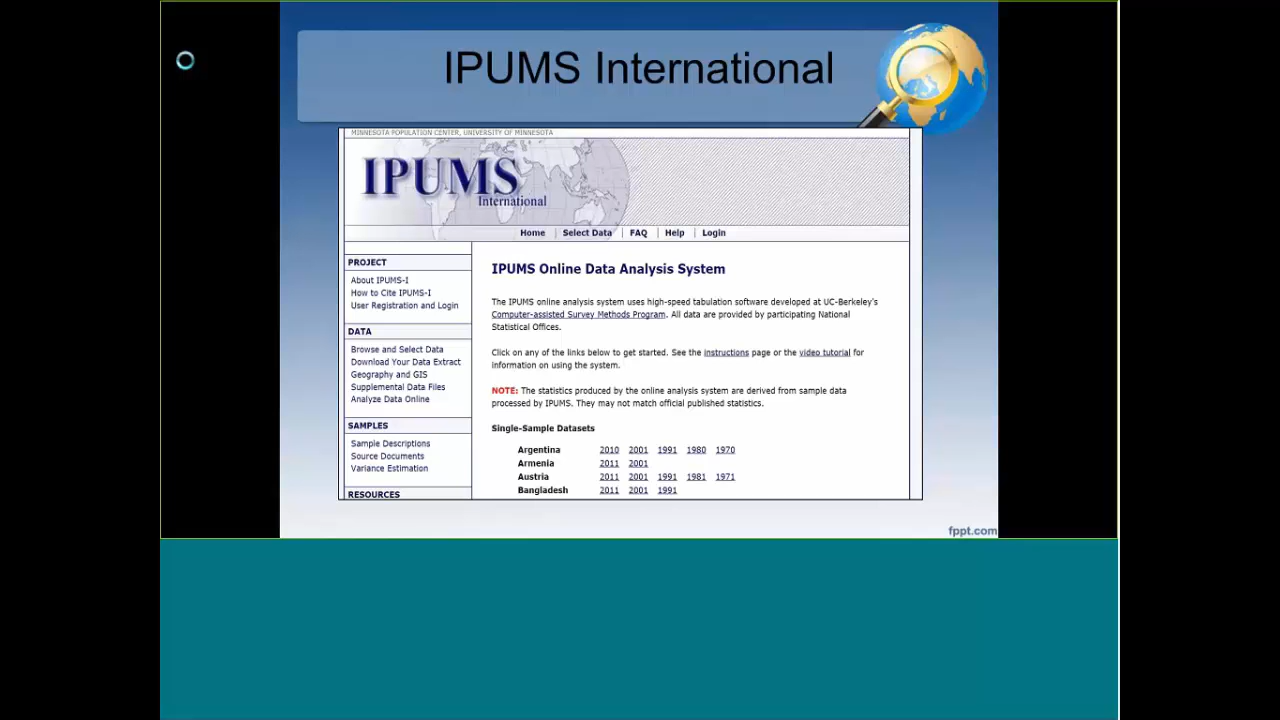 IPUMS International
MINNESOTA POPULATION CENTER, UNIVERSITY OF MINNESOTA
IPUMS
International
Home | Select Data | FAQ | Help | Login
PROJECT
About IPUMS-I
How to Cite IPUMS-I
User Registration and Login
DATA
Browse and Select Data
Download Your Data Extract
Geography and GIS
Supplemental Data Files
Analyze Data Online
SAMPLES
Sample Descriptions
Source Documents
Variance Estimation
RESOURCES
IPUMS Online Data Analysis System
The IPUMS online analysis system uses high-speed tabulation software developed at UC-Berkeley's
Computer-assisted Survey Methods Program. All data are provided by participating National
Statistical Offices.
Click on any of the links below to get started. See the instructions page or the video tutorial for
information on using the system.
NOTE: The statistics produced by the online analysis system are derived from sample data
processed by IPUMS. They may not match official published statistics.
Single-Sample Datasets
Argentina 2010 2001 1991 1980 1970
Armenia 2011 2001
Austria 2011 2001 1991 1981 1971
Bangladesh 2011 2001 1991
fppt.com